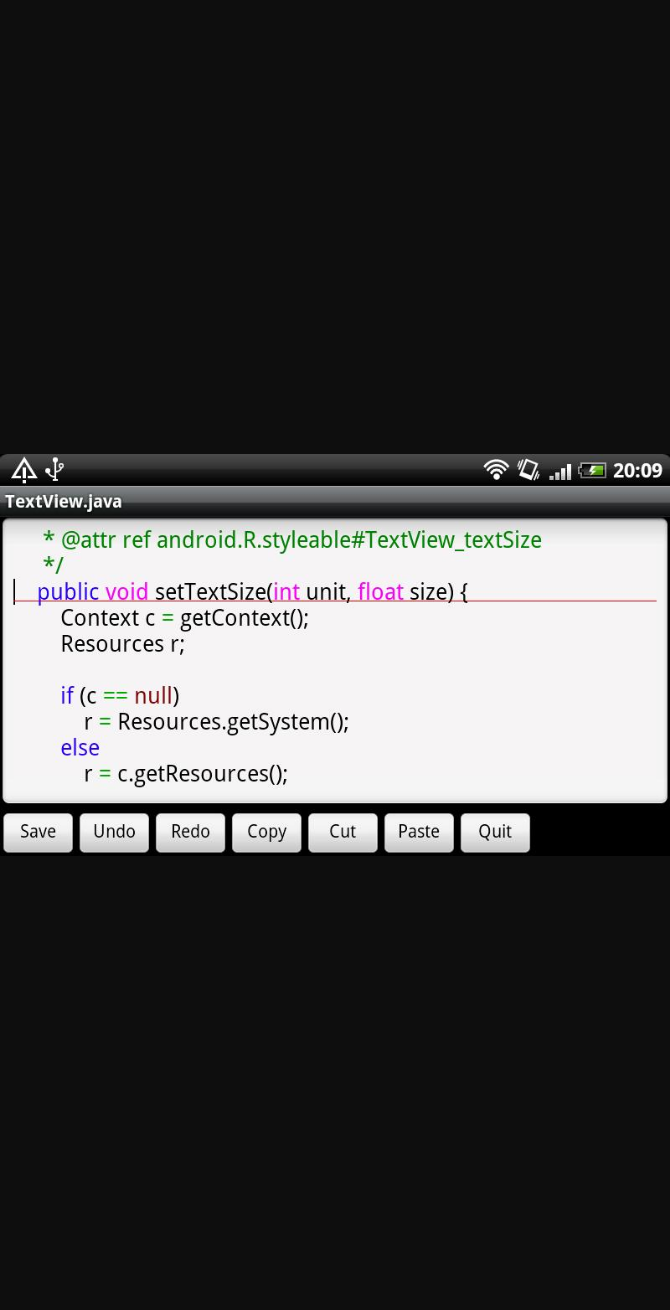 20:09
TextView.java
* @attr ref android.R.styleable#TextView_textSize
*/
public void setTextSize(int unit, float size) {
Context c = getContext();
Resources r;
if (c == null)
r = Resources.getSystem();
else
r = c.getResources();
Save Undo Redo Copy Cut Paste Quit